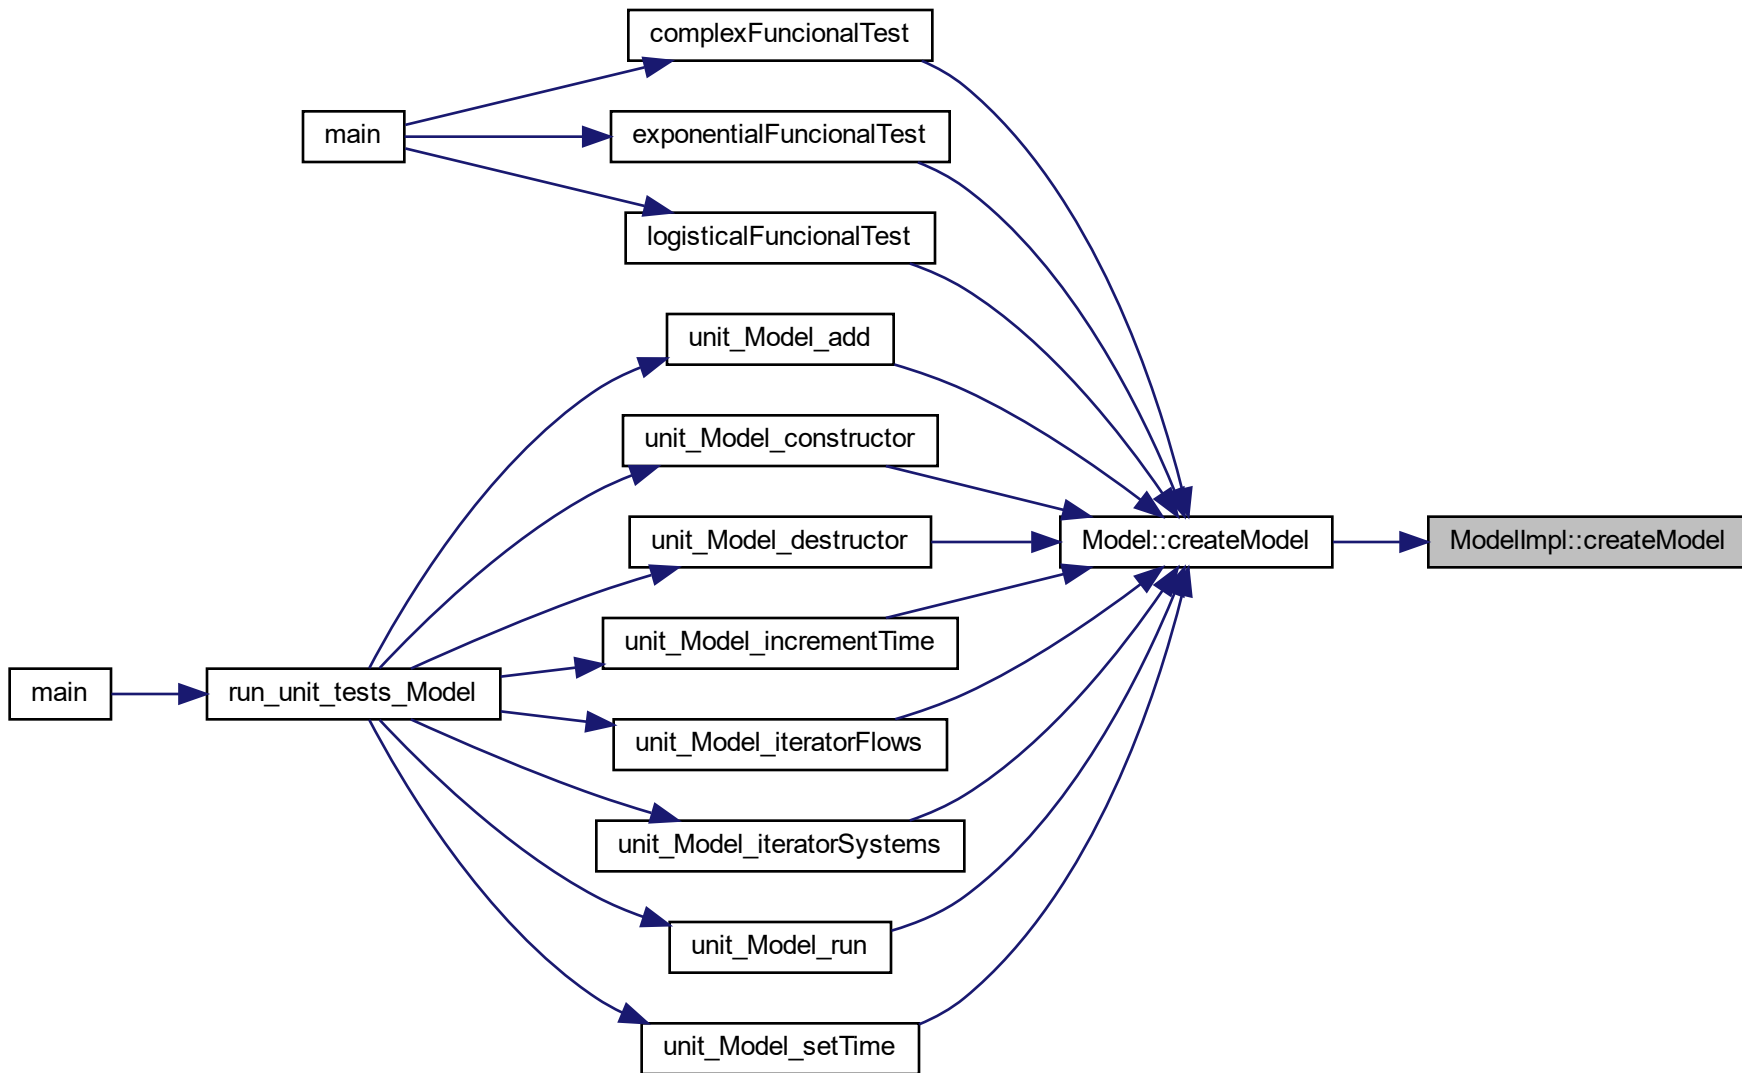 complexFuncionalTest
main
exponentialFuncionalTest
logisticalFuncionalTest
unit_Model_add
unit_Model_constructor
unit_Model_destructor
Model::createModel
ModelImpl::createModel
unit_Model_incrementTime
main
run_unit_tests_Model
unit_Model_iteratorFlows
unit_Model_iteratorSystems
unit_Model_run
unit_Model_setTime